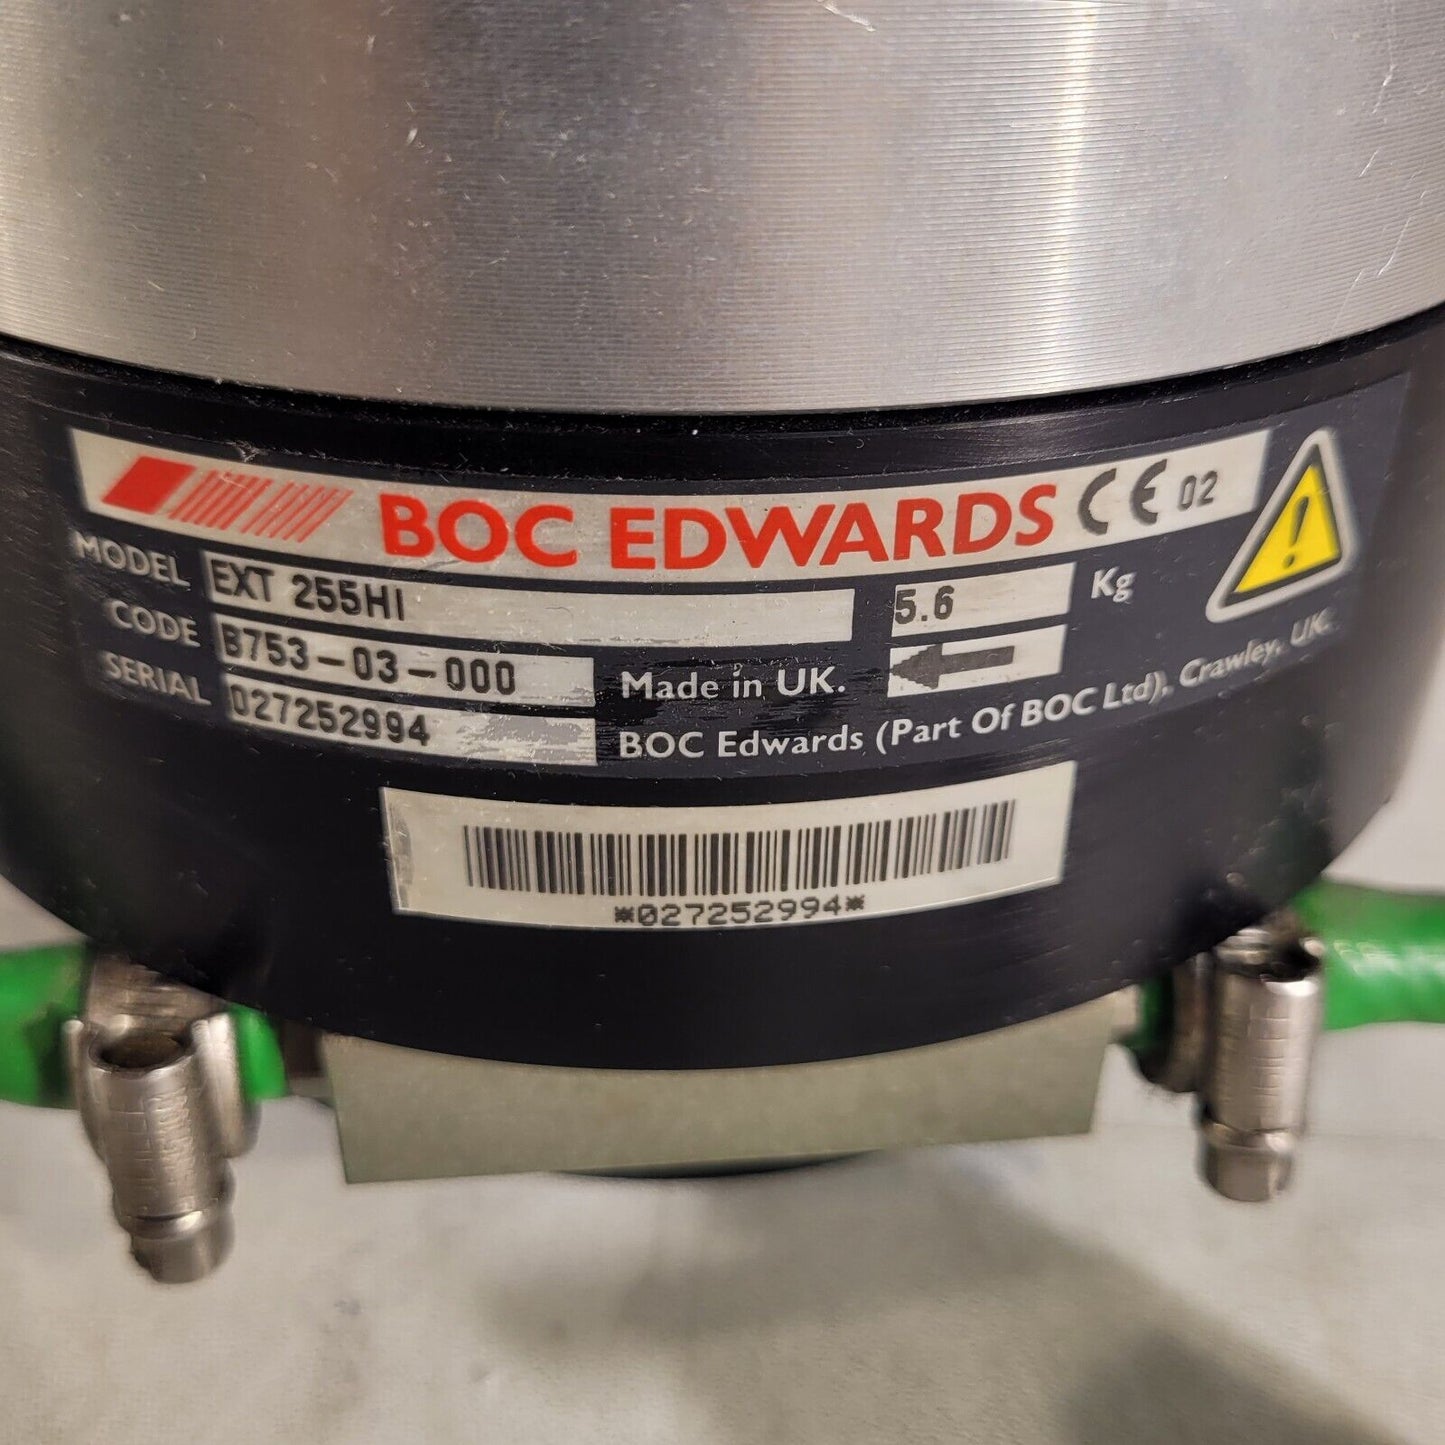 BOC EDWARDS CE 02
MODEL EXT 255HI 5.6 Kg
CODE B753-03-000 Made in UK.
SERIAL 027252994 BOC Edwards (Part Of BOC Ltd), Crawley, UK.
*027252994*